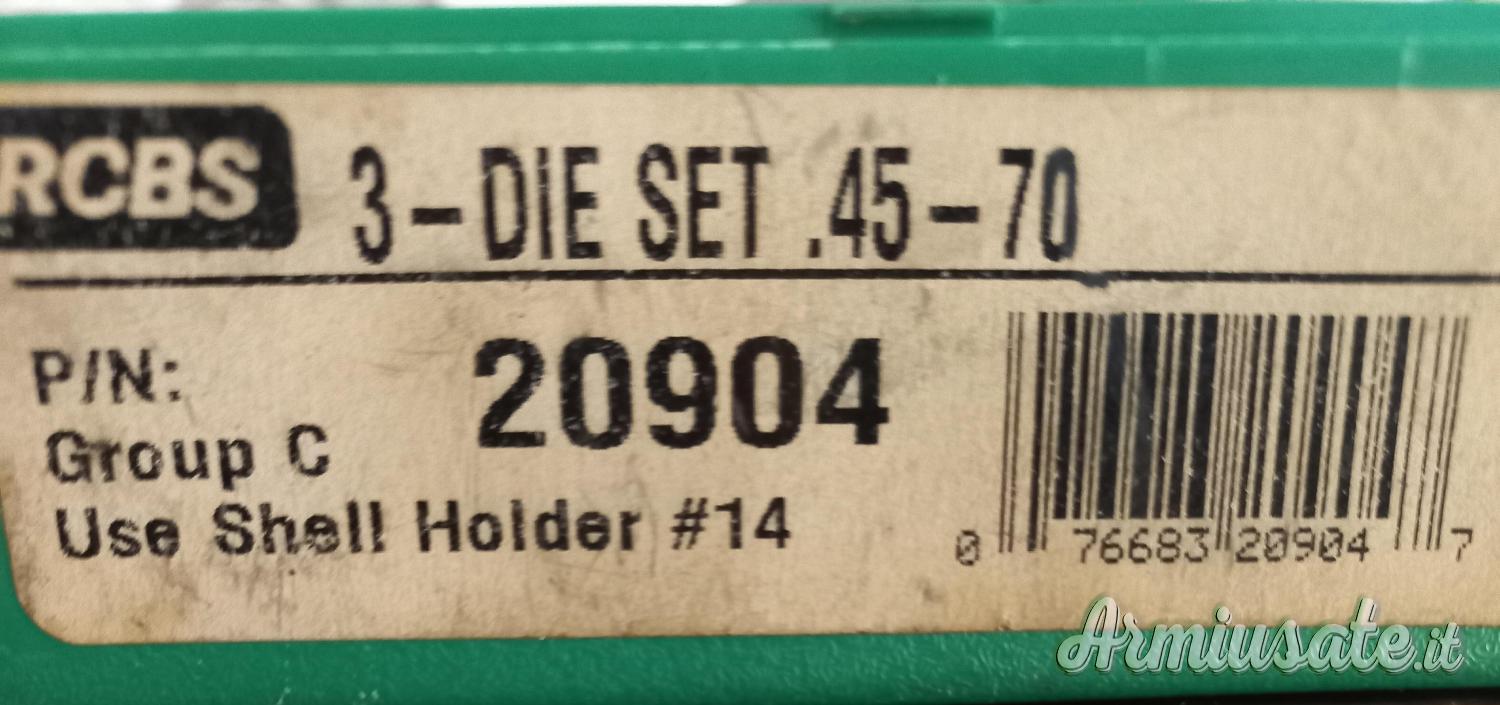 RCBS 3-DIE SET .45-70
P/N: 20904
Group C
Use Shell Holder #14
0 76683 20904 7
Armiusate.it